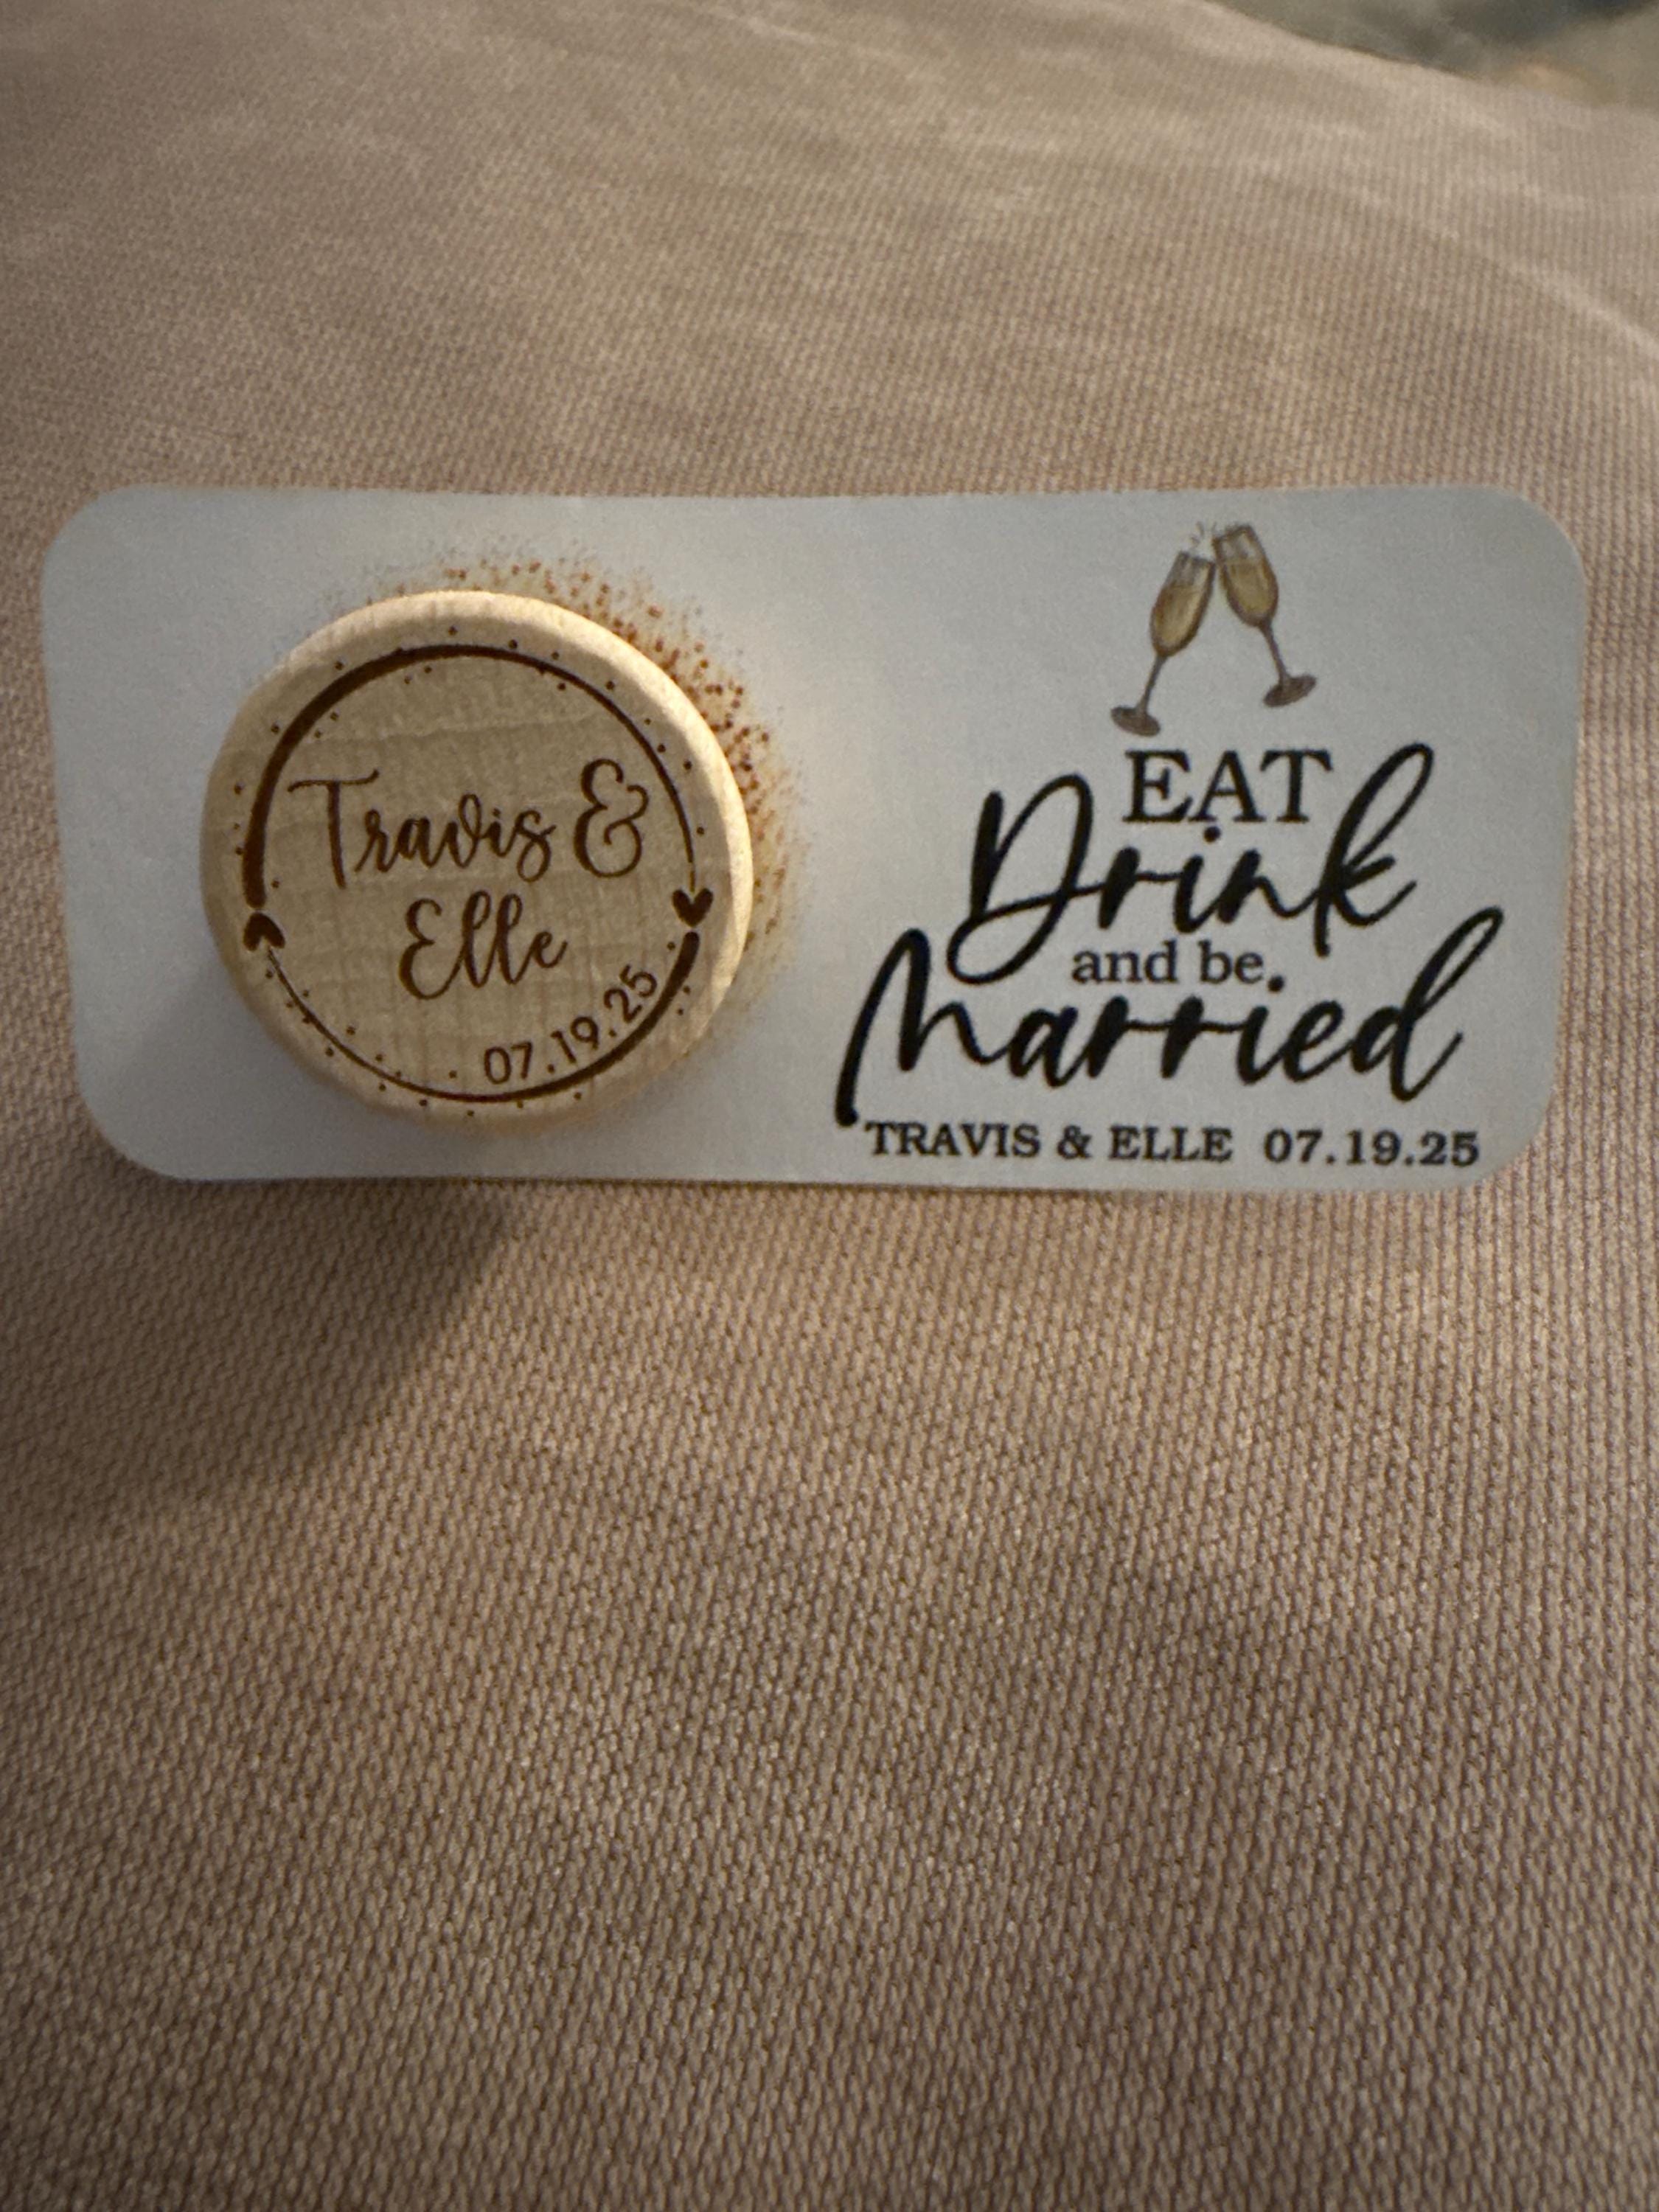 Travis &
Elle
07.19.25
EAT
Drink
and be
Married
TRAVIS & ELLE 07.19.25